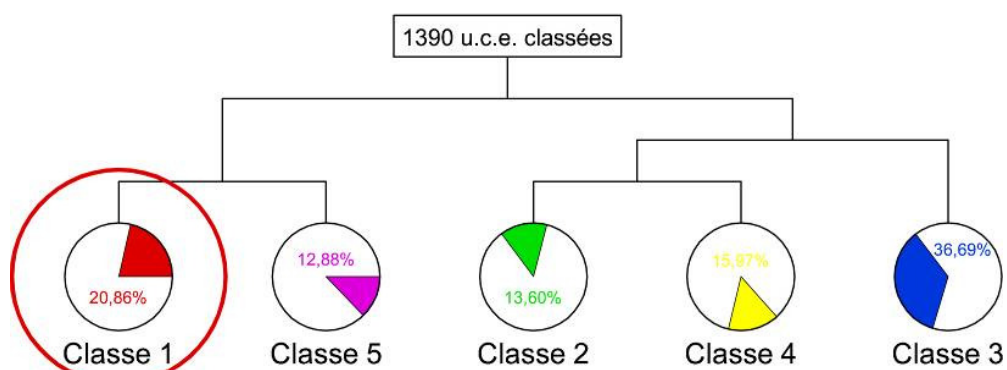 1390 u.c.e. classées
20,86%
12,88%
13,60%
15,97%
36,69%
Classe 1
Classe 5
Classe 2
Classe 4
Classe 3